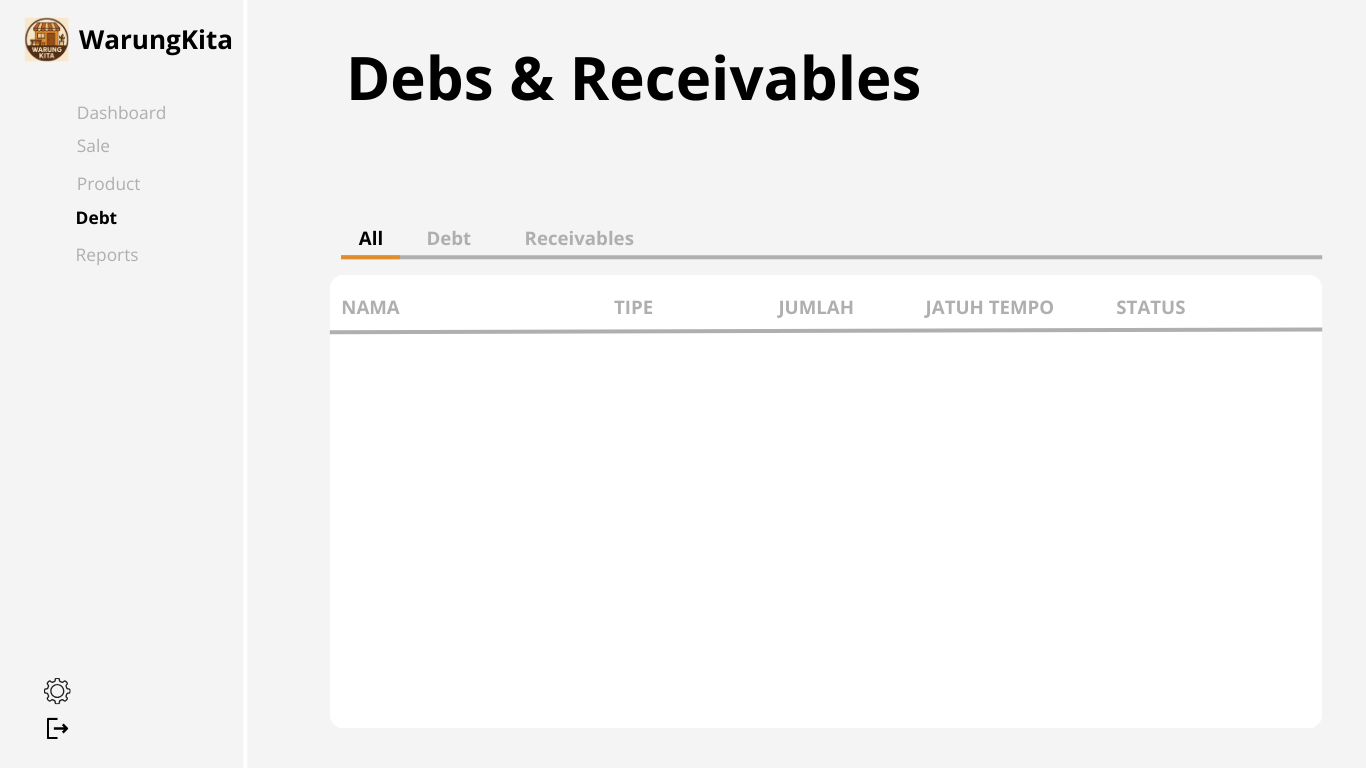 WARUNG
KITA
WarungKita
Dashboard
Sale
Product
Debt
Reports
Debs & Receivables
All Debt Receivables
NAMA TIPE JUMLAH JATUH TEMPO STATUS